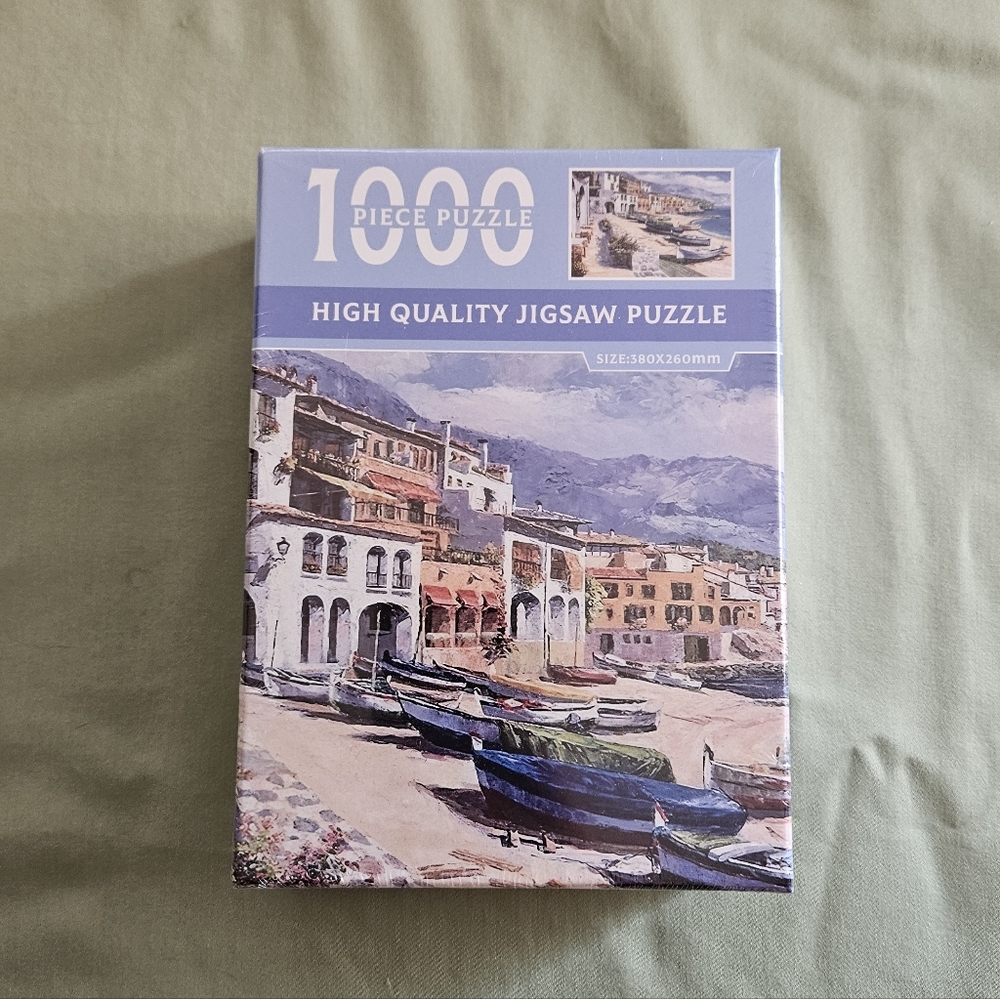 1000
PIECE PUZZLE
HIGH QUALITY JIGSAW PUZZLE
SIZE:380X260mm